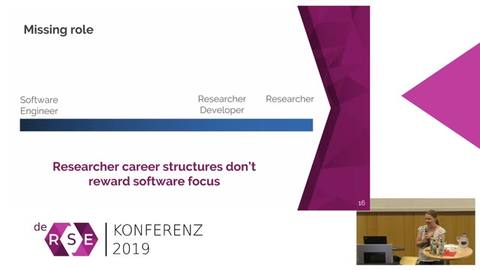 Missing role
Software
Engineer
Researcher
Developer
Researcher
Researcher career structures don't
reward software focus
16
de
RSE
KONFERENZ
2019